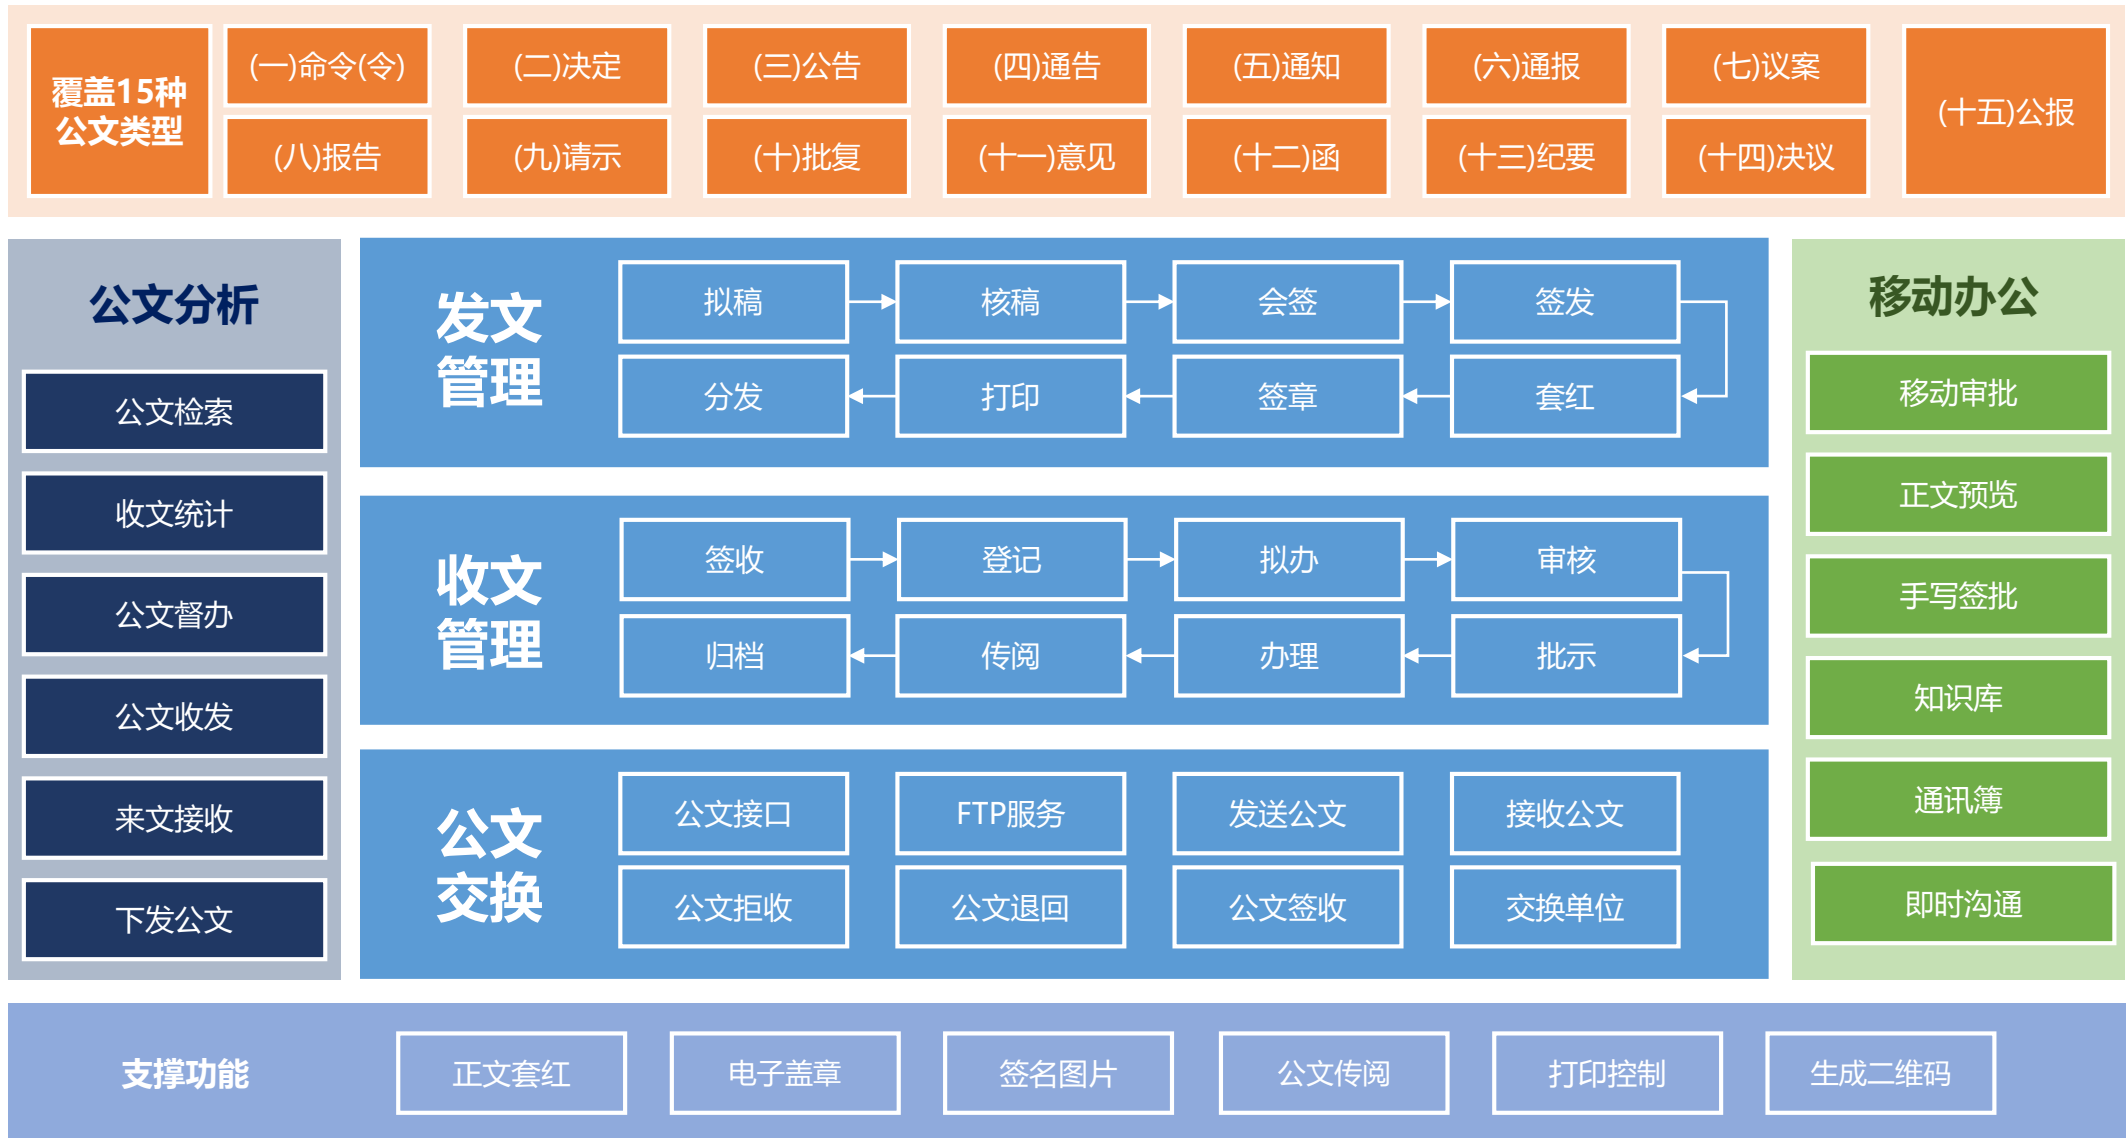 覆盖15种
公文类型
(一)命令(令)
(二)决定
(三)公告
(四)通告
(五)通知
(六)通报
(七)议案
(八)报告
(九)请示
(十)批复
(十一)意见
(十二)函
(十三)纪要
(十四)决议
(十五)公报
公文分析
公文检索
收文统计
公文督办
公文收发
来文接收
下发公文
发文
管理
拟稿
核稿
会签
签发
分发
打印
签章
套红
收文
管理
签收
登记
拟办
审核
归档
传阅
办理
批示
公文
交换
公文接口
FTP服务
发送公文
接收公文
公文拒收
公文退回
公文签收
交换单位
移动办公
移动审批
正文预览
手写签批
知识库
通讯簿
即时沟通
支撑功能
正文套红
电子盖章
签名图片
公文传阅
打印控制
生成二维码